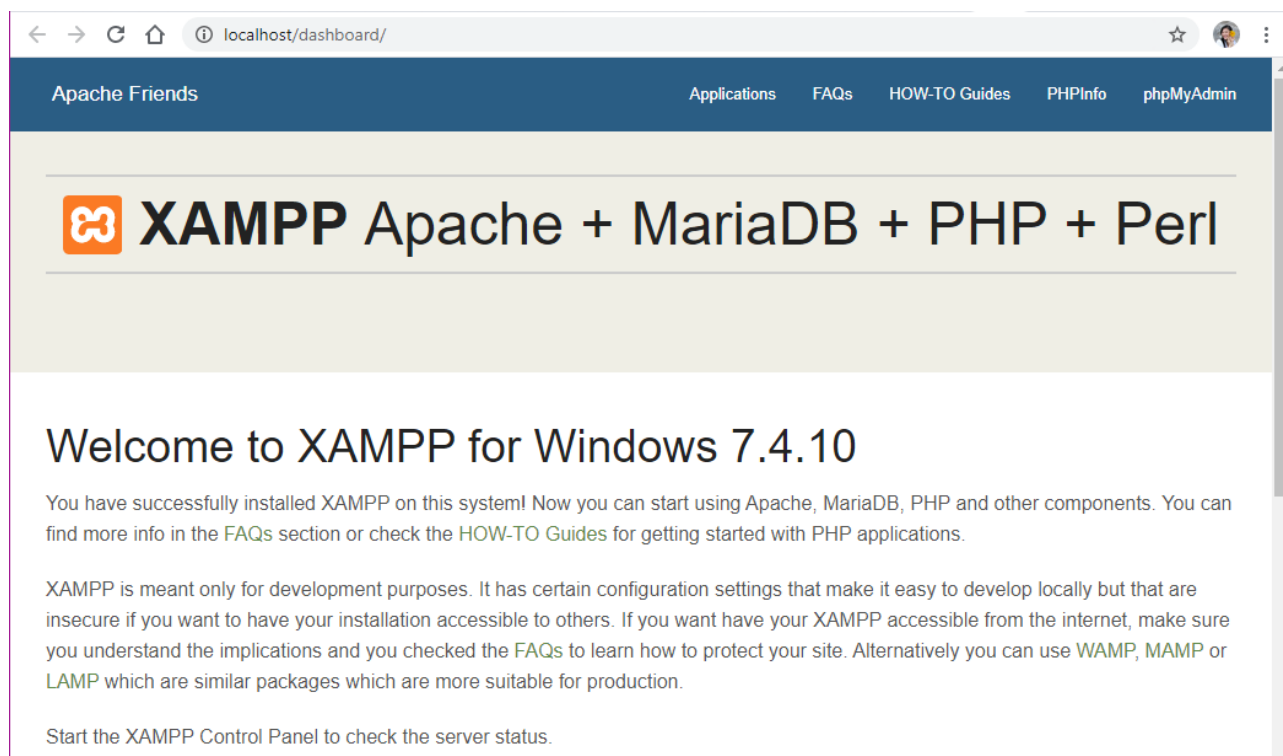 localhost/dashboard/
Apache Friends
Applications FAQs HOW-TO Guides PHPInfo phpMyAdmin
XAMPP Apache + MariaDB + PHP + Perl
Welcome to XAMPP for Windows 7.4.10
You have successfully installed XAMPP on this system! Now you can start using Apache, MariaDB, PHP and other components. You can
find more info in the FAQs section or check the HOW-TO Guides for getting started with PHP applications.
XAMPP is meant only for development purposes. It has certain configuration settings that make it easy to develop locally but that are
insecure if you want to have your installation accessible to others. If you want have your XAMPP accessible from the internet, make sure
you understand the implications and you checked the FAQs to learn how to protect your site. Alternatively you can use WAMP, MAMP or
LAMP which are similar packages which are more suitable for production.
Start the XAMPP Control Panel to check the server status.